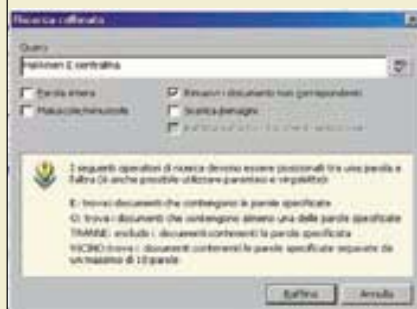 Ricerca raffinata
Query
Hakkinen E centralina
Parola intera
Rimuovi i documenti non corrispondenti
Maiuscole/minuscole
Scarica immagini
I seguenti operatori di ricerca devono essere posizionati tra una parola e
l'altra (è anche possibile utilizzare parentesi e virgolette):
E: trova i documenti che contengono le parole specificate
O: trova i documenti che contengono almeno una delle parole specificate
TRANNE: esclude i documenti contenenti la parola specificata
VICINO trova i documenti contenenti le parole specificate separate da
un massimo di 10 parole
Raffina
Annulla